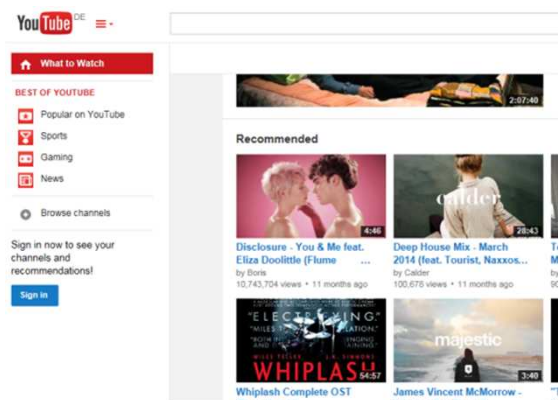 YouTube DE
What to Watch
BEST OF YOUTUBE
Popular on YouTube
Sports
Gaming
News
Browse channels
Sign in now to see your
channels and
recommendations!
Sign in
2:07:40
Recommended
4:46
Disclosure - You & Me feat.
Eliza Doolittle (Flume ...
by Boris
10,743,704 views • 11 months ago
calder
28:43
Deep House Mix - March
2014 (feat. Tourist, Naxxos...
by Calder
100,678 views • 11 months ago
"ELECTRIFYING."
MILES TELLER J.K. SIMMONS
WHIPLASH
54:57
Whiplash Complete OST
majestic
3:40
James Vincent McMorrow -